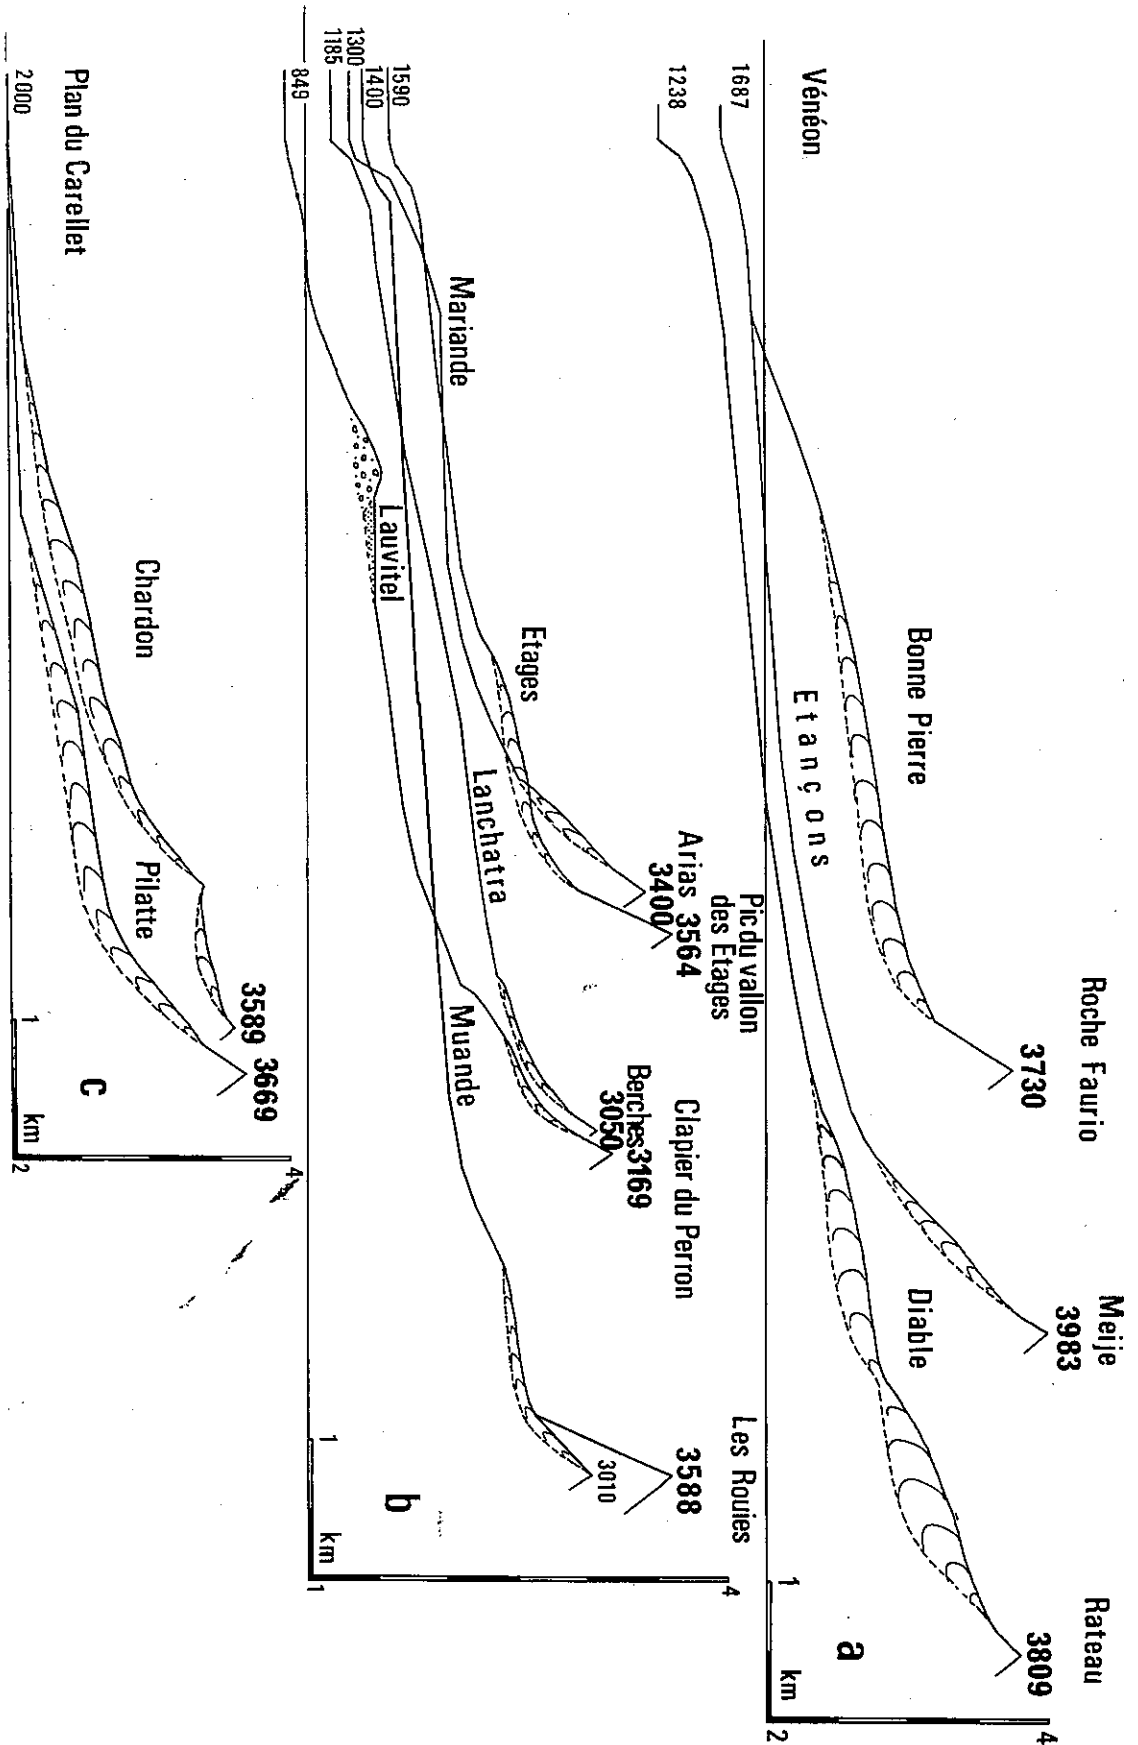 Rateau
3809
Meije
3983
Roche Faurio
3730
Bonne Pierre
Diable
Etançons
Vénéon
1687
1238
a
1
km
2
4
Les Rouies
3588
3010
Clapier du Perron
3169
Berches
3050
Pic du vallon
des Etages
3564
Arias
3400
Etages
Mariande
Lanchatra
Muande
Lauvitel
1590
1400
1300
1185
849
b
1
km
1
4
3669
3589
Chardon
Pilatte
Plan du Carellet
2000
c
1
km
2
4